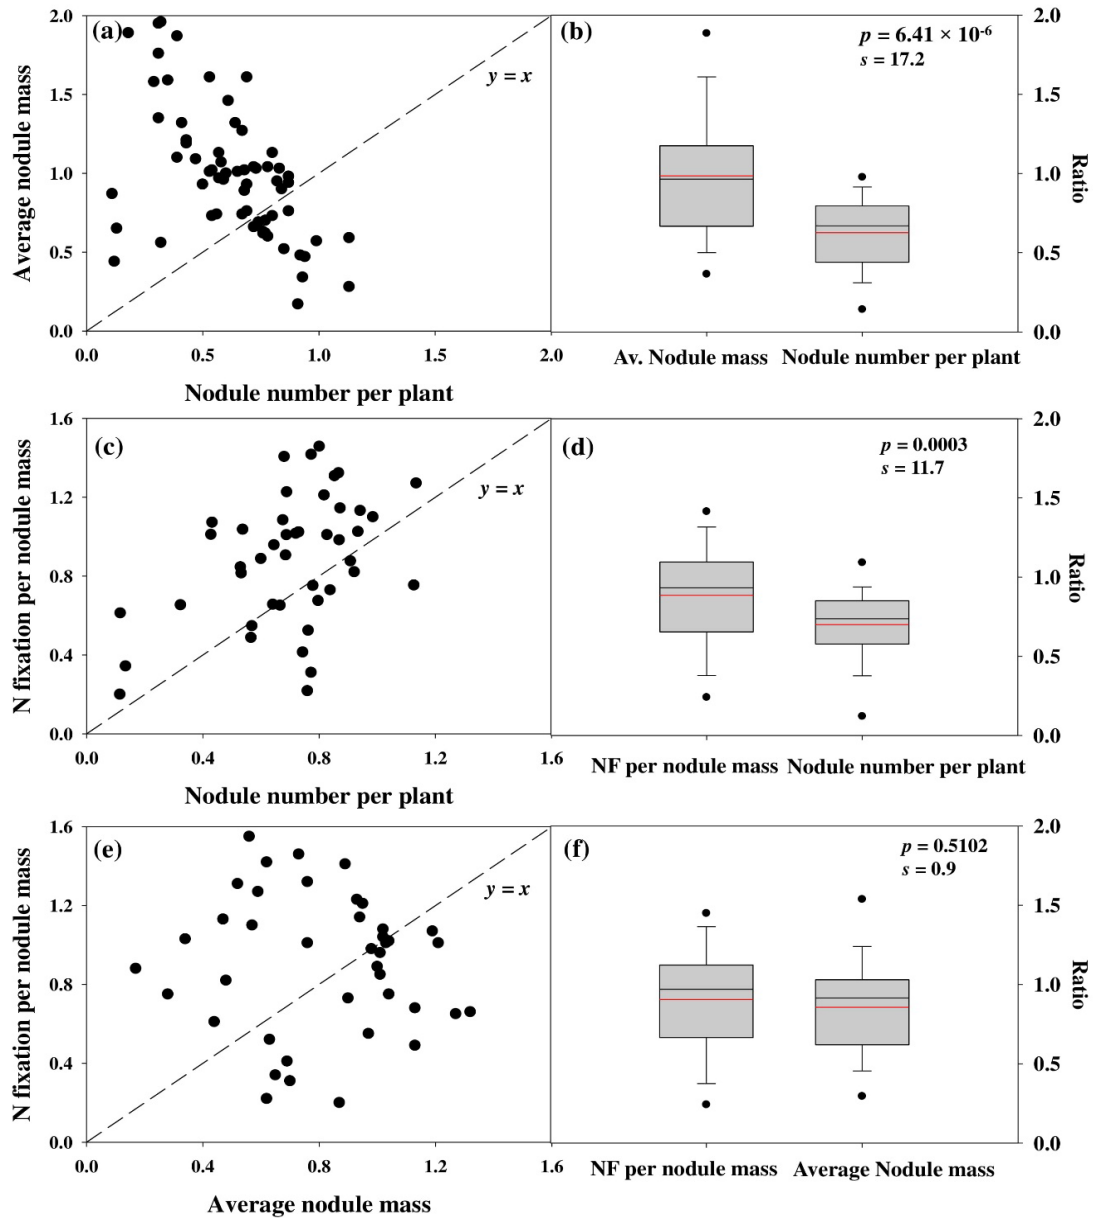 (a)
y = x
Average nodule mass
2.0
1.5
1.0
0.5
0.0
0.0 0.5 1.0 1.5 2.0
Nodule number per plant
(b)
p = 6.41 × 10⁻⁶
s = 17.2
2.0
1.5
1.0
0.5
0.0
Ratio
Av. Nodule mass Nodule number per plant
(c)
y = x
N fixation per nodule mass
1.6
1.2
0.8
0.4
0.0
0.0 0.4 0.8 1.2 1.6
Nodule number per plant
(d)
p = 0.0003
s = 11.7
2.0
1.5
1.0
0.5
0.0
Ratio
NF per nodule mass Nodule number per plant
(e)
y = x
N fixation per nodule mass
1.6
1.2
0.8
0.4
0.0
0.0 0.4 0.8 1.2 1.6
Average nodule mass
(f)
p = 0.5102
s = 0.9
2.0
1.5
1.0
0.5
0.0
Ratio
NF per nodule mass Average Nodule mass